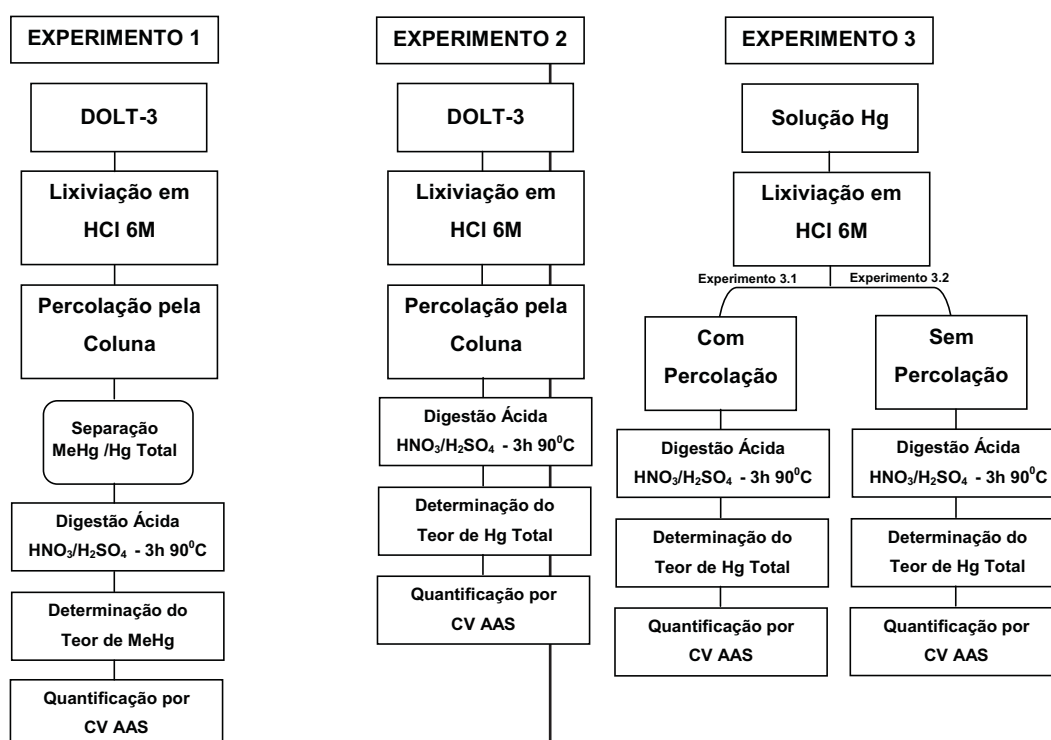 EXPERIMENTO 1
DOLT-3
Lixiviação em
HCl 6M
Percolação pela
Coluna
Separação
MeHg /Hg Total
Digestão Ácida
HNO₃/H₂SO₄ - 3h 90⁰C
Determinação do
Teor de MeHg
Quantificação por
CV AAS
EXPERIMENTO 2
DOLT-3
Lixiviação em
HCl 6M
Percolação pela
Coluna
Digestão Ácida
HNO₃/H₂SO₄ - 3h 90⁰C
Determinação do
Teor de Hg Total
Quantificação por
CV AAS
EXPERIMENTO 3
Solução Hg
Lixiviação em
HCl 6M
Experimento 3.1
Com
Percolação
Digestão Ácida
HNO₃/H₂SO₄ - 3h 90⁰C
Determinação do
Teor de Hg Total
Quantificação por
CV AAS
Experimento 3.2
Sem
Percolação
Digestão Ácida
HNO₃/H₂SO₄ - 3h 90⁰C
Determinação do
Teor de Hg Total
Quantificação por
CV AAS